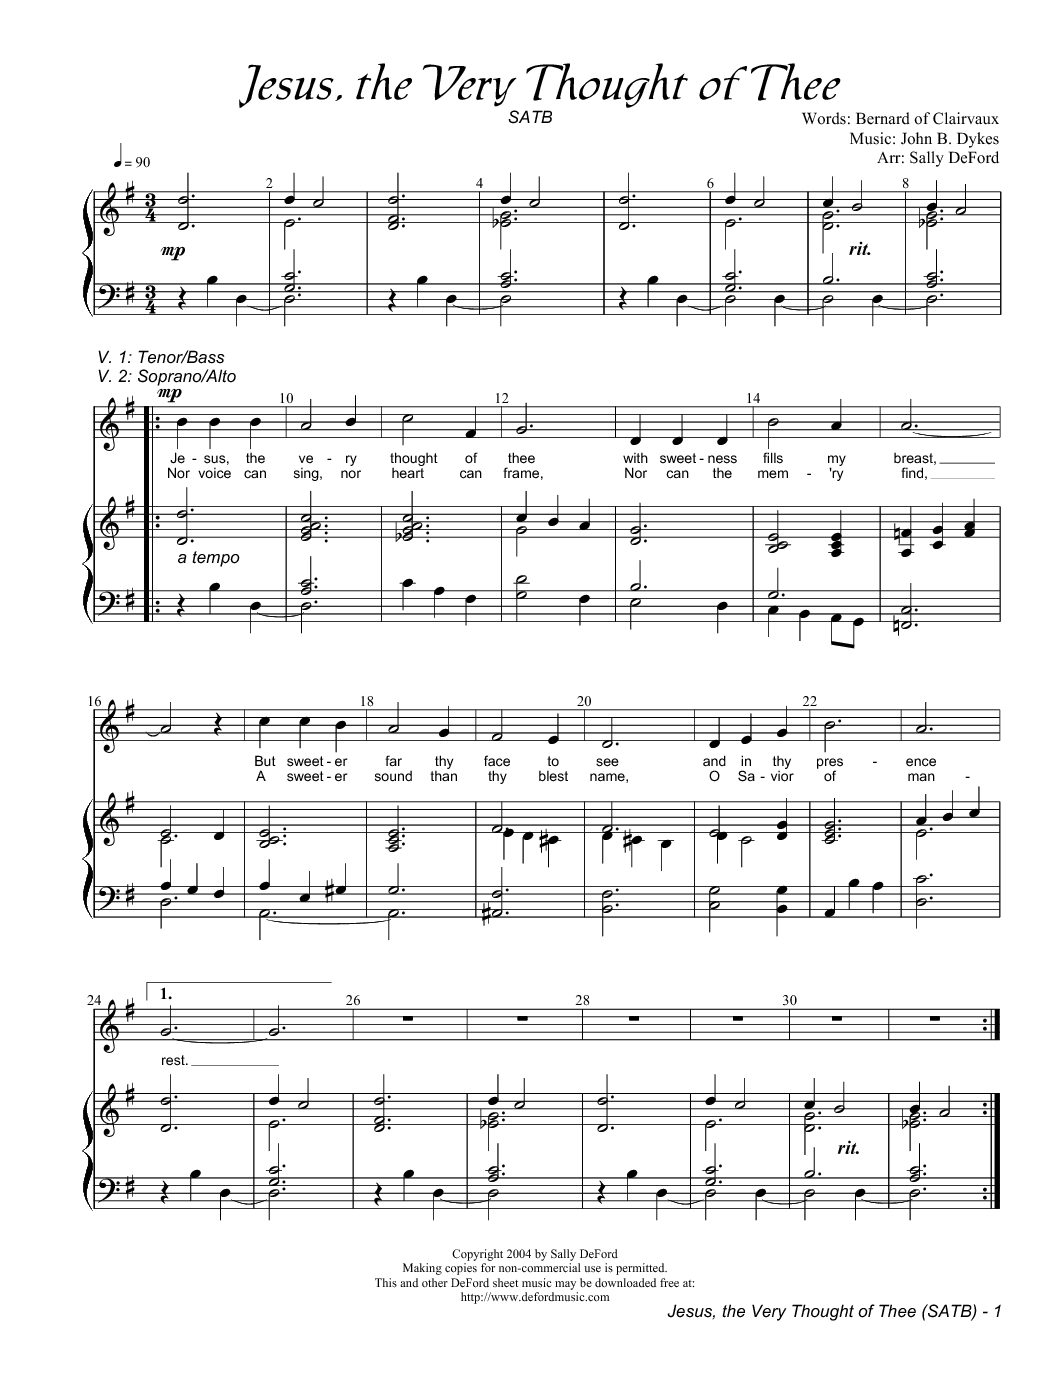 Jesus, the Very Thought of Thee
SATB
Words: Bernard of Clairvaux
Music: John B. Dykes
Arr: Sally DeFord
= 90
2 4 6 8
3 4
mp
rit.
3 4
V. 1: Tenor/Bass
V. 2: Soprano/Alto
mp
10 12 14
Je - sus, the ve - ry thought of thee with sweet - ness fills my breast,
Nor voice can sing, nor heart can frame, Nor can the mem - 'ry find,
a tempo
16 18 20 22
But sweet - er far thy face to see and in thy pres - ence
A sweet - er sound than thy blest name, O Sa - vior of man -
24 1. 26 28 30
rest.
rit.
Copyright 2004 by Sally DeFord
Making copies for non-commercial use is permitted.
This and other DeFord sheet music may be downloaded free at:
http://www.defordmusic.com
Jesus, the Very Thought of Thee (SATB) - 1